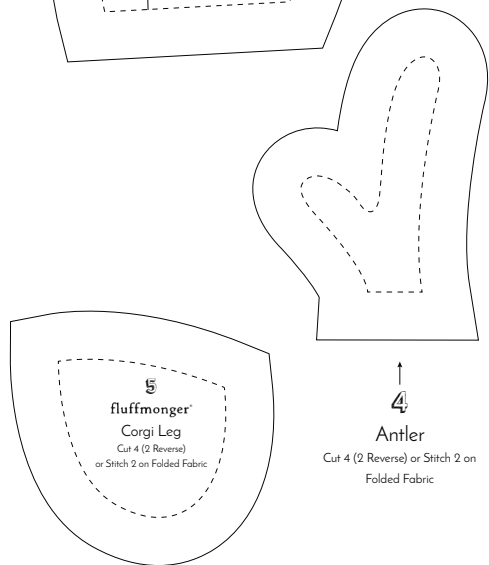 5
fluffmonger®
Corgi Leg
Cut 4 (2 Reverse)
or Stitch 2 on Folded Fabric
4
Antler
Cut 4 (2 Reverse) or Stitch 2 on
Folded Fabric